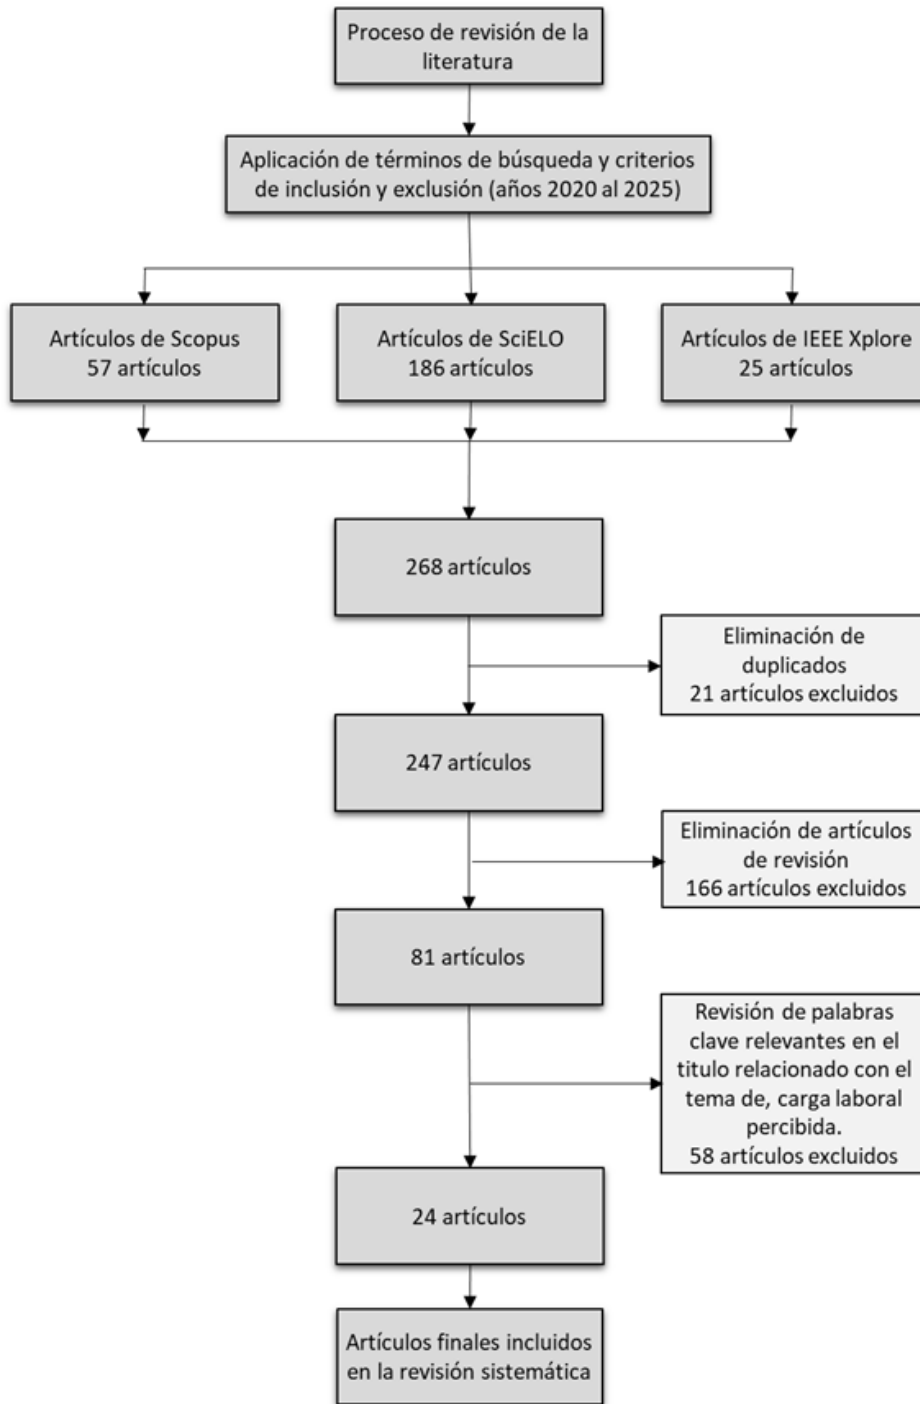 Proceso de revisión de la
literatura
Aplicación de términos de búsqueda y criterios
de inclusión y exclusión (años 2020 al 2025)
Artículos de Scopus
57 artículos
Artículos de SciELO
186 artículos
Artículos de IEEE Xplore
25 artículos
268 artículos
Eliminación de
duplicados
21 artículos excluidos
247 artículos
Eliminación de artículos
de revisión
166 artículos excluidos
81 artículos
Revisión de palabras
clave relevantes en el
titulo relacionado con el
tema de, carga laboral
percibida.
58 artículos excluidos
24 artículos
Artículos finales incluidos
en la revisión sistemática